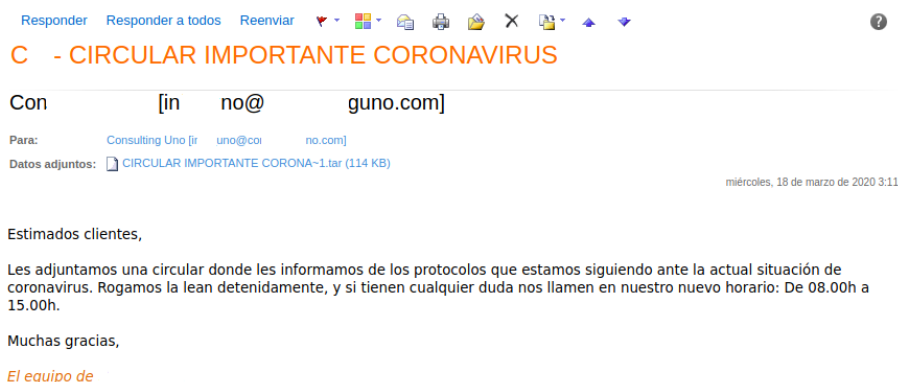 Responder Responder a todos Reenviar
C - CIRCULAR IMPORTANTE CORONAVIRUS
Con [in no@ guno.com]
Para: Consulting Uno [ir uno@coi no.com]
Datos adjuntos: CIRCULAR IMPORTANTE CORONA~1.tar (114 KB)
miércoles, 18 de marzo de 2020 3:11
Estimados clientes,
Les adjuntamos una circular donde les informamos de los protocolos que estamos siguiendo ante la actual situación de
coronavirus. Rogamos la lean detenidamente, y si tienen cualquier duda nos llamen en nuestro nuevo horario: De 08.00h a
15.00h.
Muchas gracias,
El equipo de